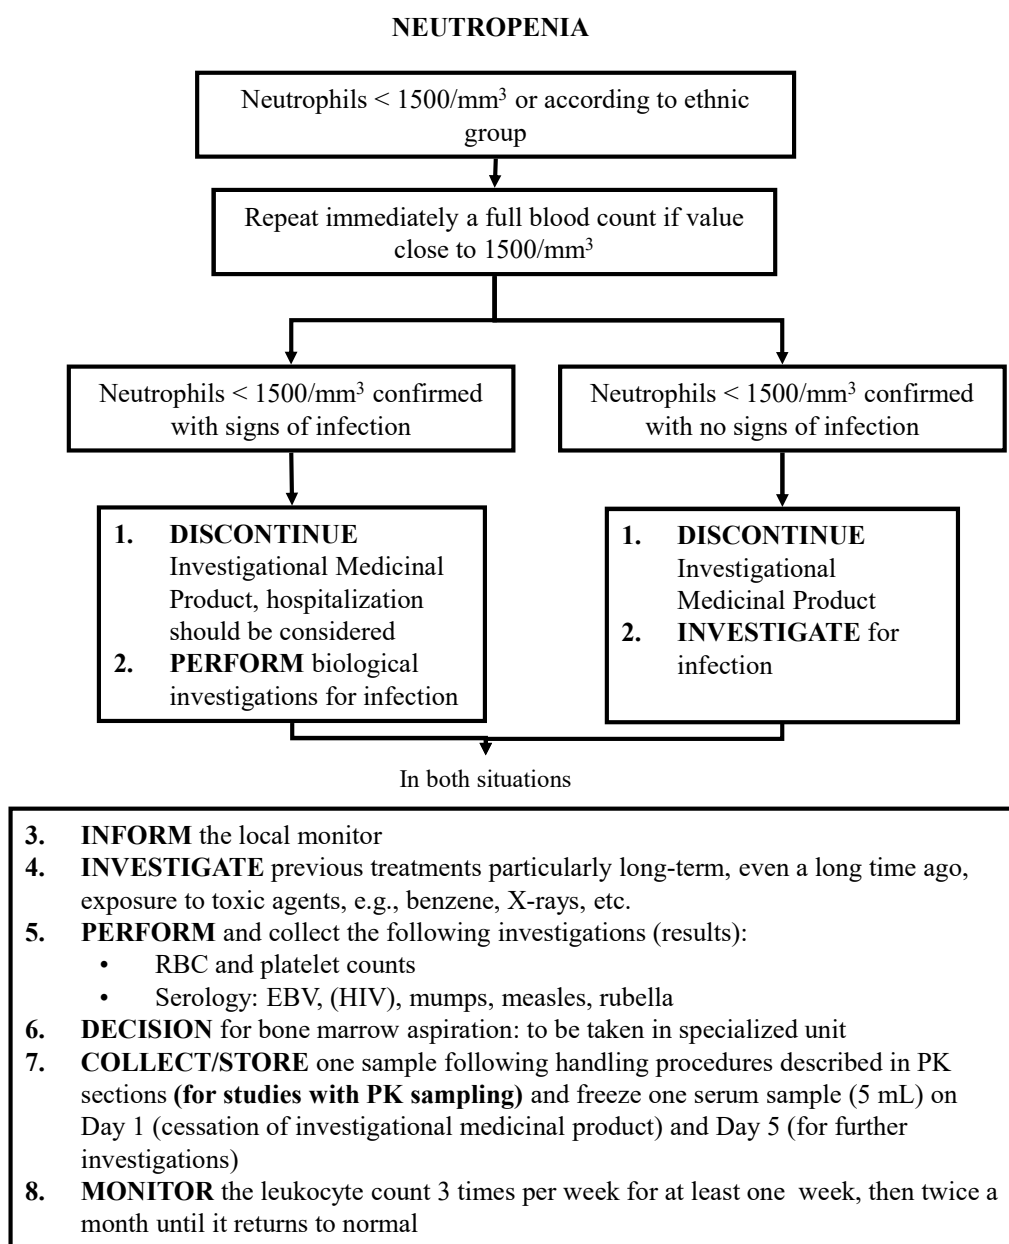 NEUTROPENIA
Neutrophils < 1500/mm³ or according to ethnic
group
Repeat immediately a full blood count if value
close to 1500/mm³
Neutrophils < 1500/mm³ confirmed
with signs of infection
Neutrophils < 1500/mm³ confirmed
with no signs of infection
1. DISCONTINUE
Investigational Medicinal
Product, hospitalization
should be considered
2. PERFORM biological
investigations for infection
1. DISCONTINUE
Investigational
Medicinal Product
2. INVESTIGATE for
infection
In both situations
3. INFORM the local monitor
4. INVESTIGATE previous treatments particularly long-term, even a long time ago,
exposure to toxic agents, e.g., benzene, X-rays, etc.
5. PERFORM and collect the following investigations (results):
• RBC and platelet counts
• Serology: EBV, (HIV), mumps, measles, rubella
6. DECISION for bone marrow aspiration: to be taken in specialized unit
7. COLLECT/STORE one sample following handling procedures described in PK
sections (for studies with PK sampling) and freeze one serum sample (5 mL) on
Day 1 (cessation of investigational medicinal product) and Day 5 (for further
investigations)
8. MONITOR the leukocyte count 3 times per week for at least one week, then twice a
month until it returns to normal